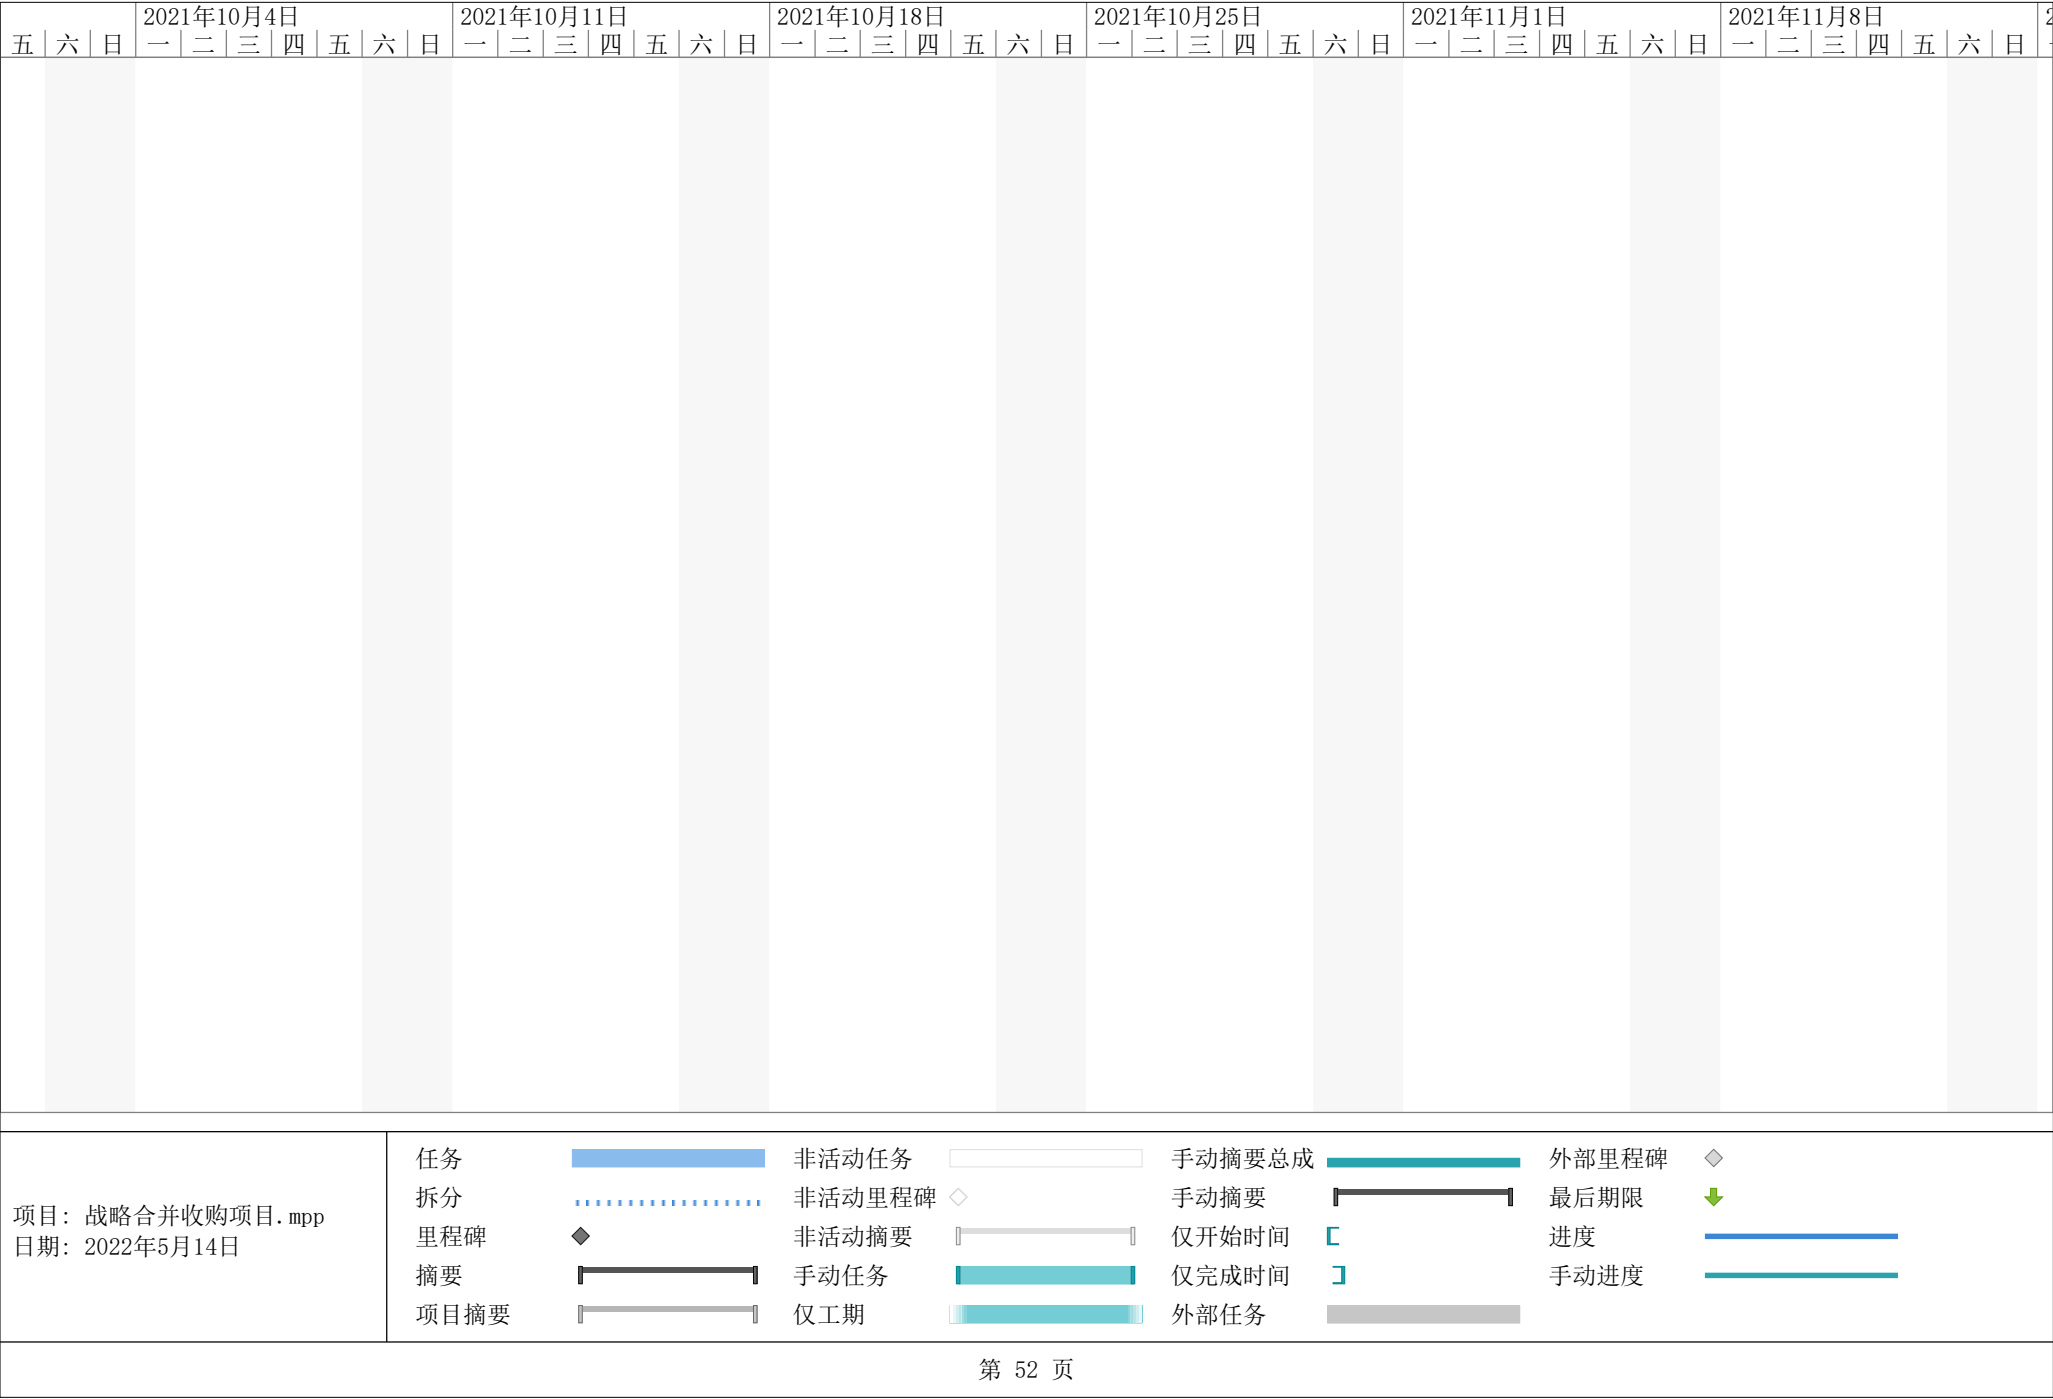 2021年10月4日 2021年10月11日 2021年10月18日 2021年10月25日 2021年11月1日 2021年11月8日 2
五 六 日 一 二 三 四 五 六 日 一 二 三 四 五 六 日 一 二 三 四 五 六 日 一 二 三 四 五 六 日 一 二 三 四 五 六 日 一 二 三 四 五 六 日
项目: 战略合并收购项目.mpp
日期: 2022年5月14日
任务 非活动任务 手动摘要总成 外部里程碑
拆分 非活动里程碑 手动摘要 最后期限
里程碑 非活动摘要 仅开始时间 进度
摘要 手动任务 仅完成时间 手动进度
项目摘要 仅工期 外部任务
第 52 页